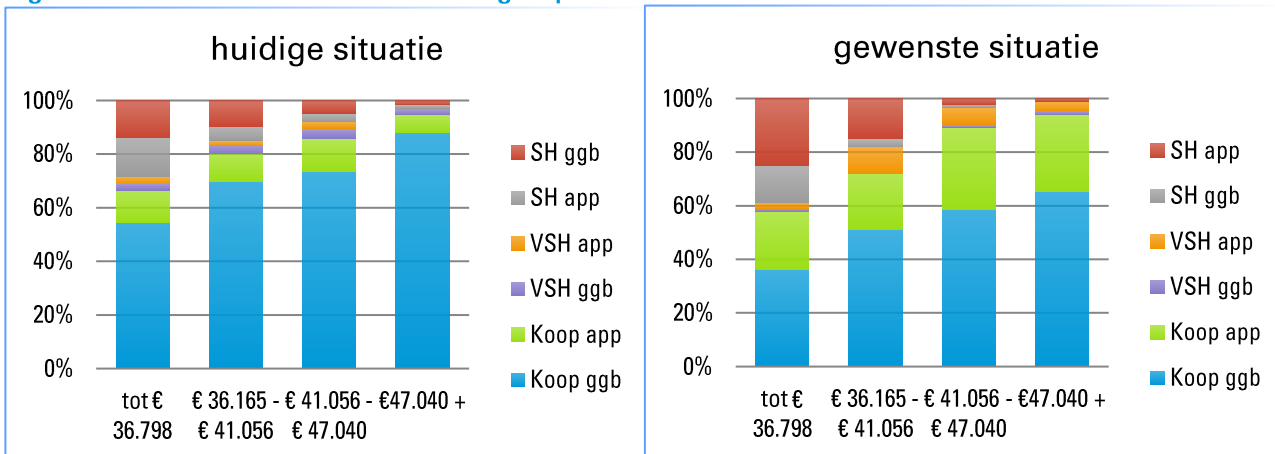 huidige situatie
100%
80%
60%
40%
20%
0%
tot € € 36.165 - € 41.056 - €47.040 +
36.798 € 41.056 € 47.040
SH ggb
SH app
VSH app
VSH ggb
Koop app
Koop ggb
gewenste situatie
100%
80%
60%
40%
20%
0%
tot € € 36.165 - € 41.056 - €47.040 +
36.798 € 41.056 € 47.040
SH app
SH ggb
VSH app
VSH ggb
Koop app
Koop ggb